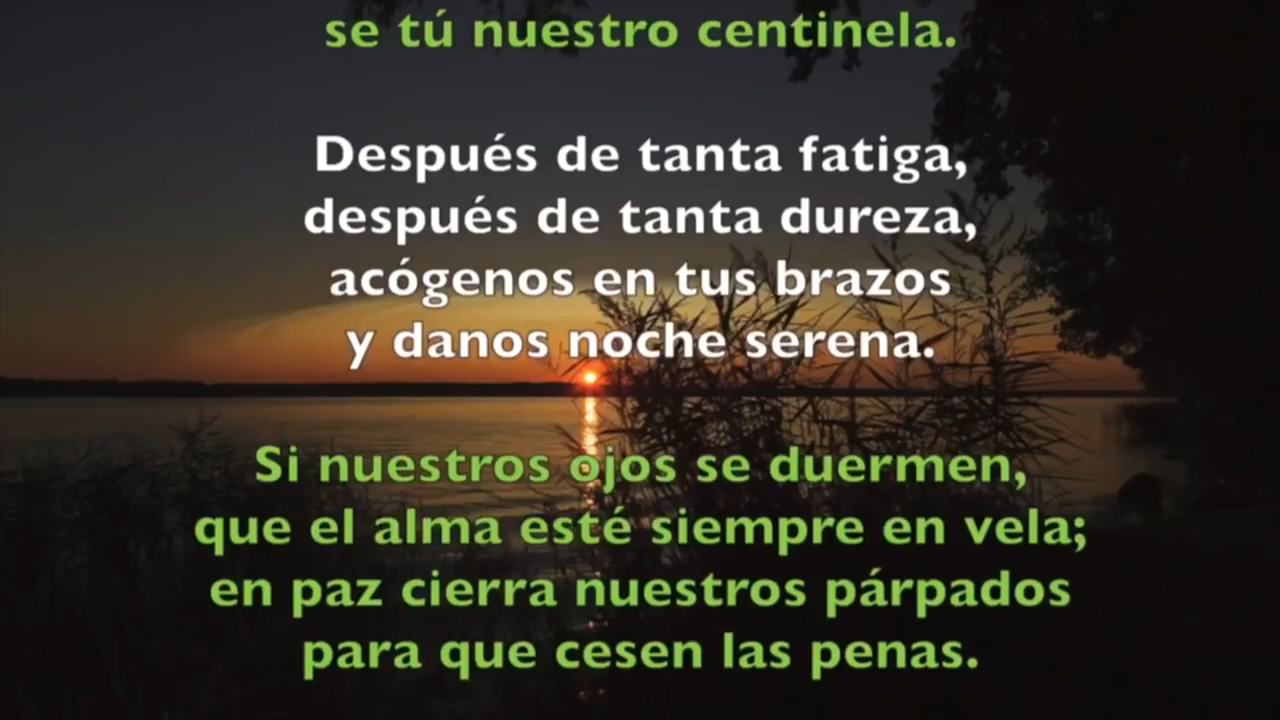 se tú nuestro centinela.
Después de tanta fatiga,
después de tanta dureza,
acógenos en tus brazos
y danos noche serena.
Si nuestros ojos se duermen,
que el alma esté siempre en vela;
en paz cierra nuestros párpados
para que cesen las penas.